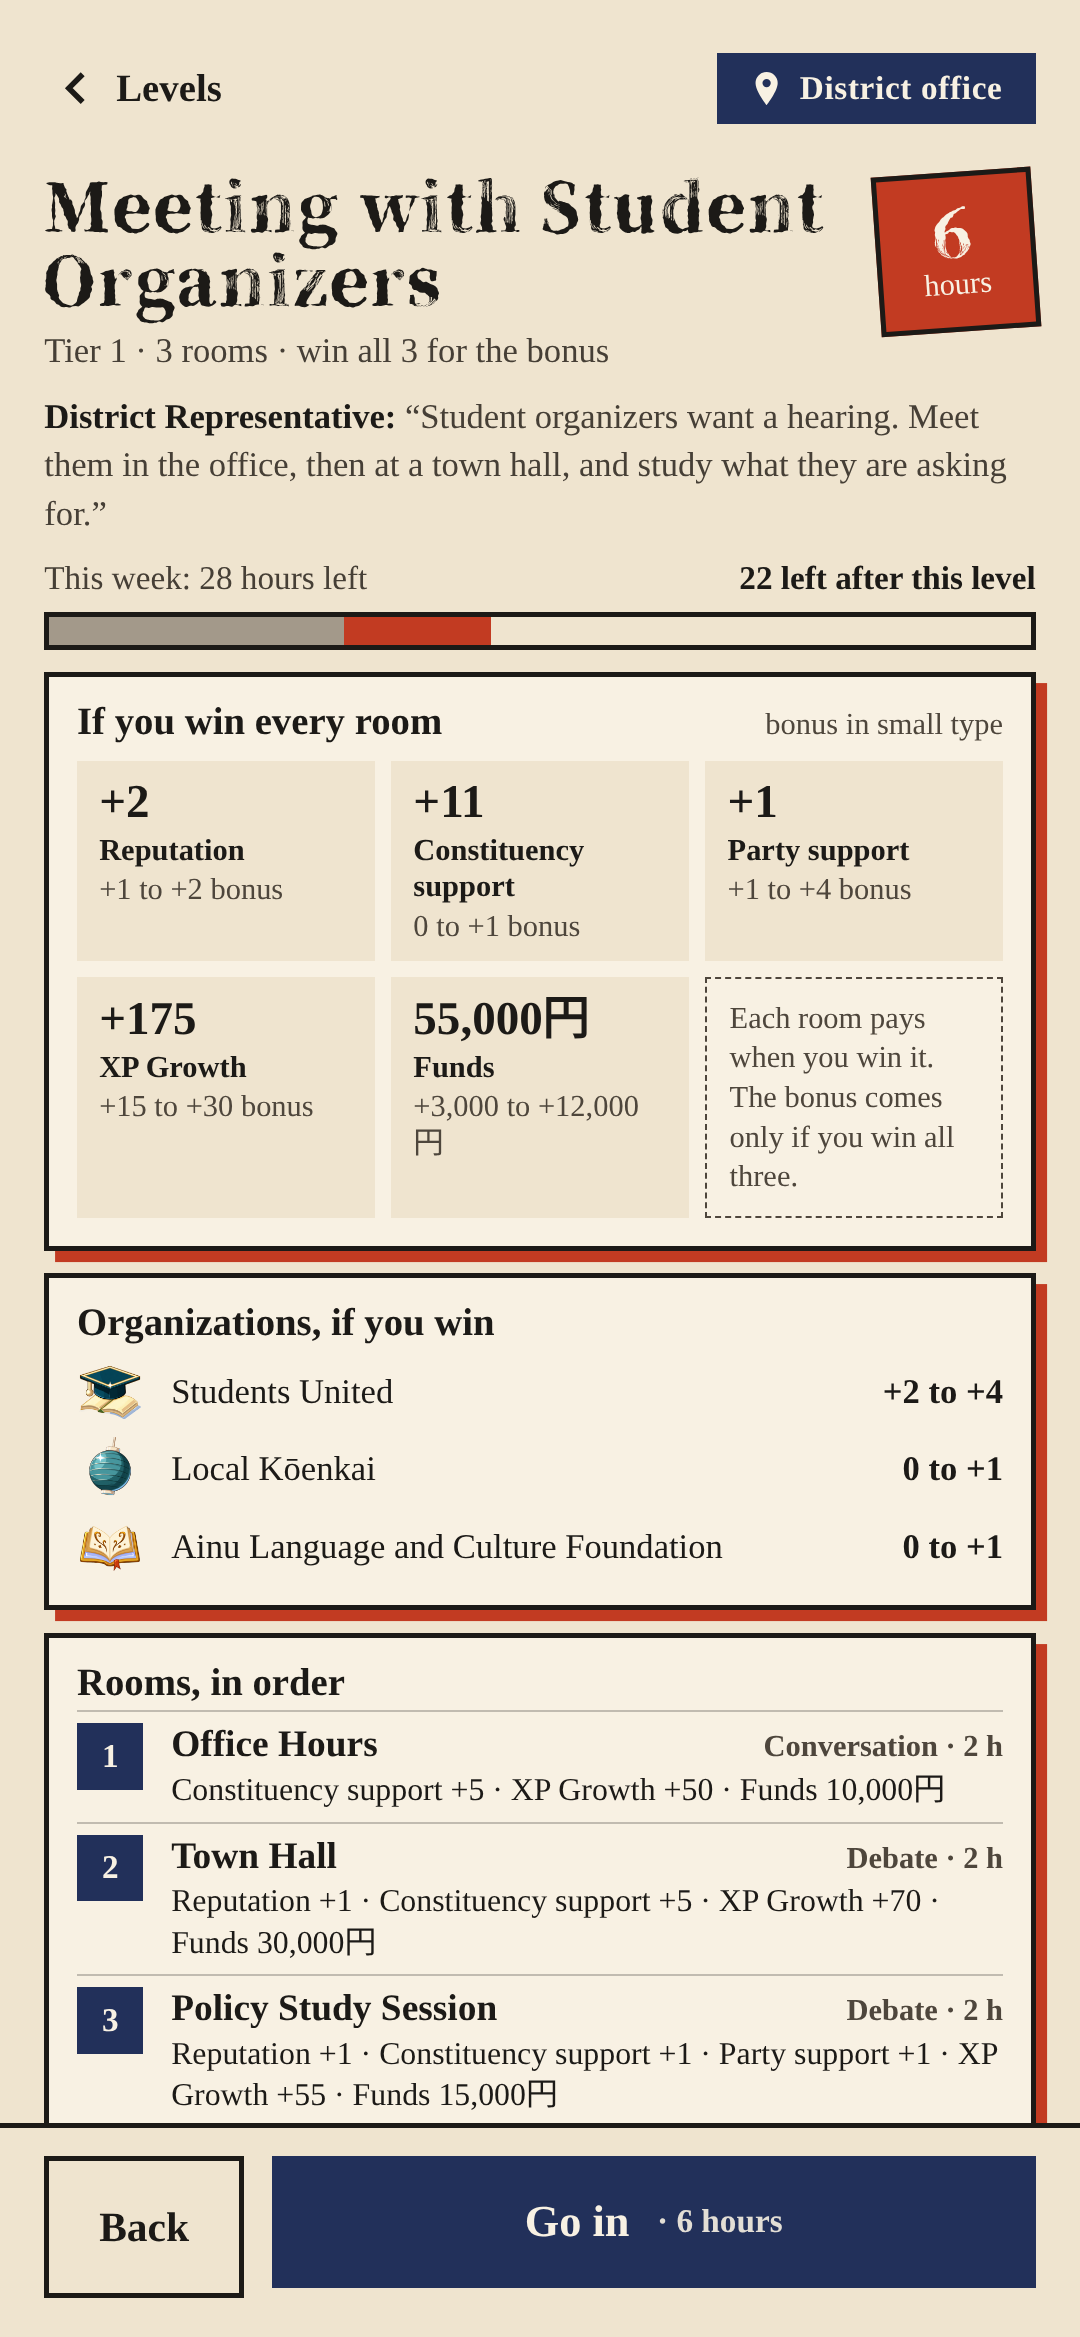 Levels
District office
Meeting with Student
Organizers
6
hours
Tier 1 · 3 rooms · win all 3 for the bonus
District Representative: “Student organizers want a hearing. Meet
them in the office, then at a town hall, and study what they are asking
for.”
This week: 28 hours left
22 left after this level
If you win every room
bonus in small type
+2
Reputation
+1 to +2 bonus
+11
Constituency
support
0 to +1 bonus
+1
Party support
+1 to +4 bonus
+175
XP Growth
+15 to +30 bonus
55,000円
Funds
+3,000 to +12,000
円
Each room pays
when you win it.
The bonus comes
only if you win all
three.
Organizations, if you win
Students United
+2 to +4
Local Kōenkai
0 to +1
Ainu Language and Culture Foundation
0 to +1
Rooms, in order
1
Office Hours
Conversation · 2 h
Constituency support +5 · XP Growth +50 · Funds 10,000円
2
Town Hall
Debate · 2 h
Reputation +1 · Constituency support +5 · XP Growth +70 ·
Funds 30,000円
3
Policy Study Session
Debate · 2 h
Reputation +1 · Constituency support +1 · Party support +1 · XP
Growth +55 · Funds 15,000円
Back
Go in · 6 hours